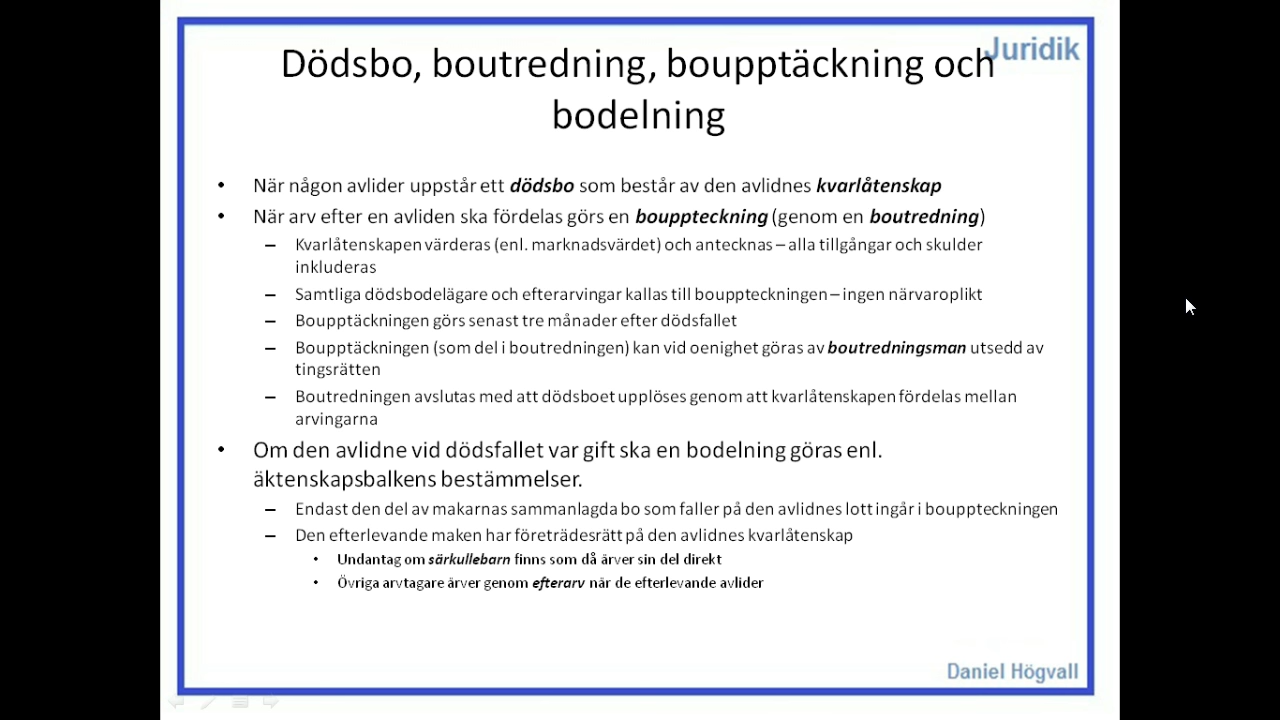 Juridik
Dödsbo, boutredning, boupptäckning och
bodelning
• När någon avlider uppstår ett dödsbo som består av den avlidnes kvarlåtenskap
• När arv efter en avliden ska fördelas görs en bouppteckning (genom en boutredning)
– Kvarlåtenskapen värderas (enl. marknadsvärdet) och antecknas – alla tillgångar och skulder
inkluderas
– Samtliga dödsbodelägare och efterarvingar kallas till bouppteckningen – ingen närvaroplikt
– Boupptäckningen görs senast tre månader efter dödsfallet
– Boupptäckningen (som del i boutredningen) kan vid oenighet göras av boutredningsman utsedd av
tingsrätten
– Boutredningen avslutas med att dödsboet upplöses genom att kvarlåtenskapen fördelas mellan
arvingarna
• Om den avlidne vid dödsfallet var gift ska en bodelning göras enl.
äktenskapsbalkens bestämmelser.
– Endast den del av makarnas sammanlagda bo som faller på den avlidnes lott ingår i bouppteckningen
– Den efterlevande maken har företrädesrätt på den avlidnes kvarlåtenskap
• Undantag om särkullebarn finns som då ärver sin del direkt
• Övriga arvtagare ärver genom efterarv när de efterlevande avlider
Daniel Högvall